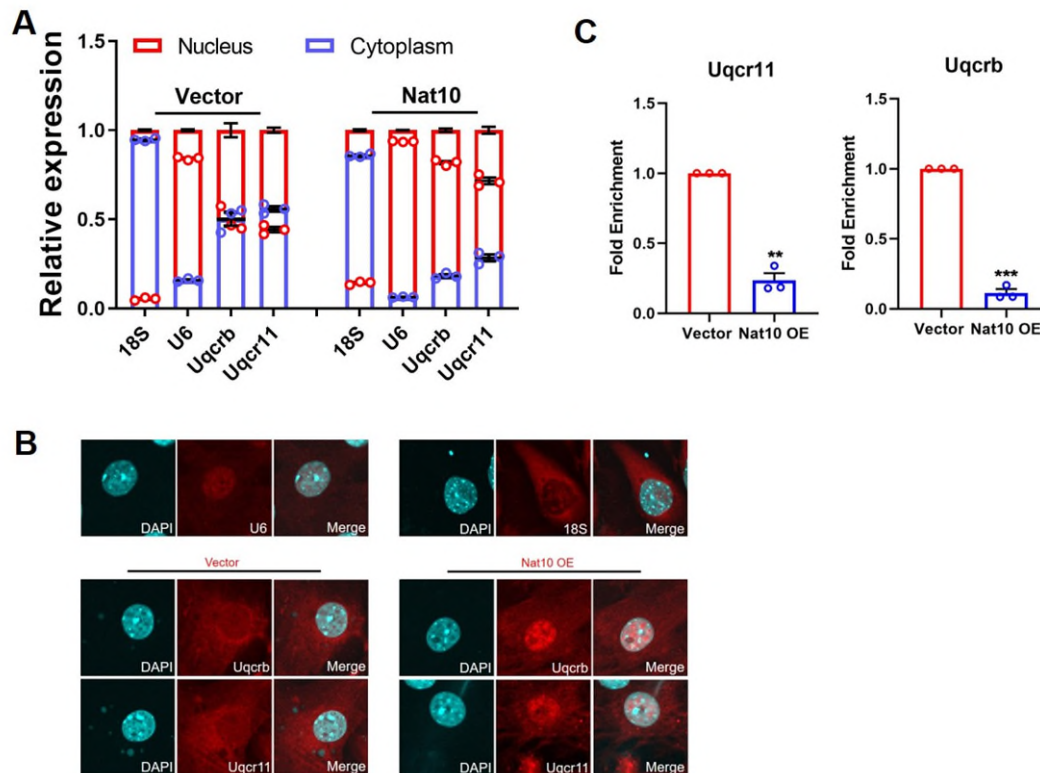 A
Relative expression
1.5
1.0
0.5
0.0
Nucleus
Cytoplasm
Vector
Nat10
18S
U6
Uqcrb
Uqcr11
18S
U6
Uqcrb
Uqcr11
C
Uqcr11
Fold Enrichment
1.5
1.0
0.5
0.0
**
Vector
Nat10 OE
Uqcrb
Fold Enrichment
1.5
1.0
0.5
0.0
***
Vector
Nat10 OE
B
DAPI
U6
Merge
DAPI
18S
Merge
Vector
Nat10 OE
DAPI
Uqcrb
Merge
DAPI
Uqcrb
Merge
DAPI
Uqcr11
Merge
DAPI
Uqcr11
Merge